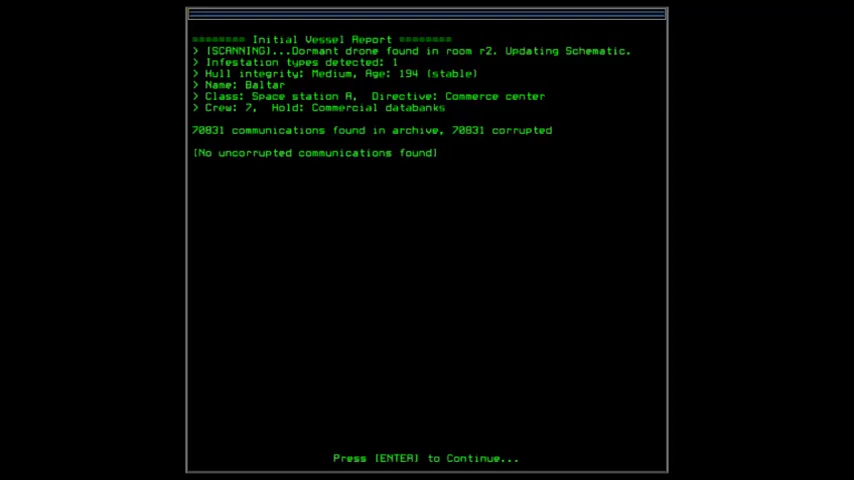 ======== Initial Vessel Report ========
> [SCANNING]...Dormant drone found in room r2. Updating Schematic.
> Infestation types detected: 1
> Hull integrity: Medium, Age: 194 (stable)
> Name: Baltar
> Class: Space station A, Directive: Commerce center
> Crew: 7, Hold: Commercial databanks
70831 communications found in archive, 70831 corrupted
[No uncorrupted communications found]
Press [ENTER] to Continue...